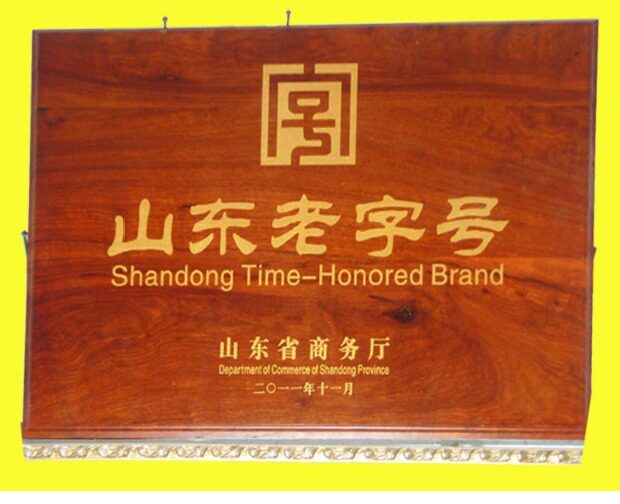 山东老字号
Shandong Time-Honored Brand
山东省商务厅
Department of Commerce of Shandong Province
二〇一一年十一月